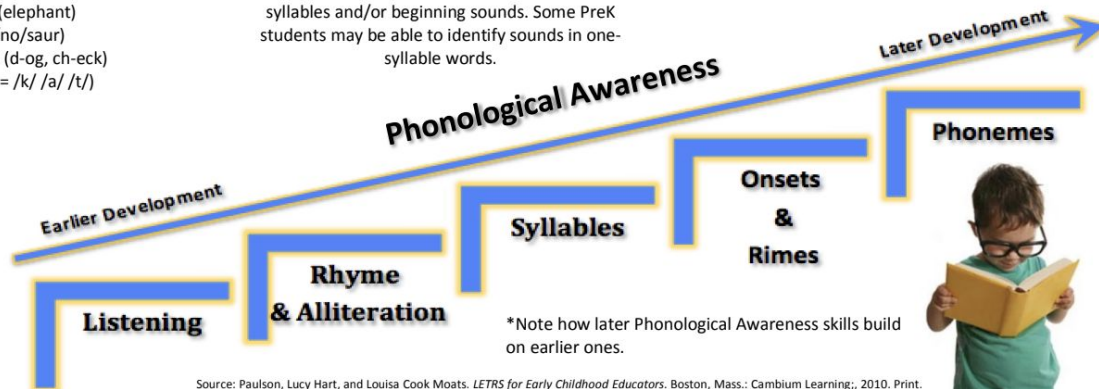 (elephant)
no/saur)
(d-og, ch-eck)
= /k/ /a/ /t/)
syllables and/or beginning sounds. Some PreK
students may be able to identify sounds in one-
syllable words.
Phonological Awareness
Earlier Development
Later Development
Listening
Rhyme
& Alliteration
Syllables
Onsets
&
Rimes
Phonemes
*Note how later Phonological Awareness skills build
on earlier ones.
Source: Paulson, Lucy Hart, and Louisa Cook Moats. LETRS for Early Childhood Educators. Boston, Mass.: Cambium Learning;, 2010. Print.